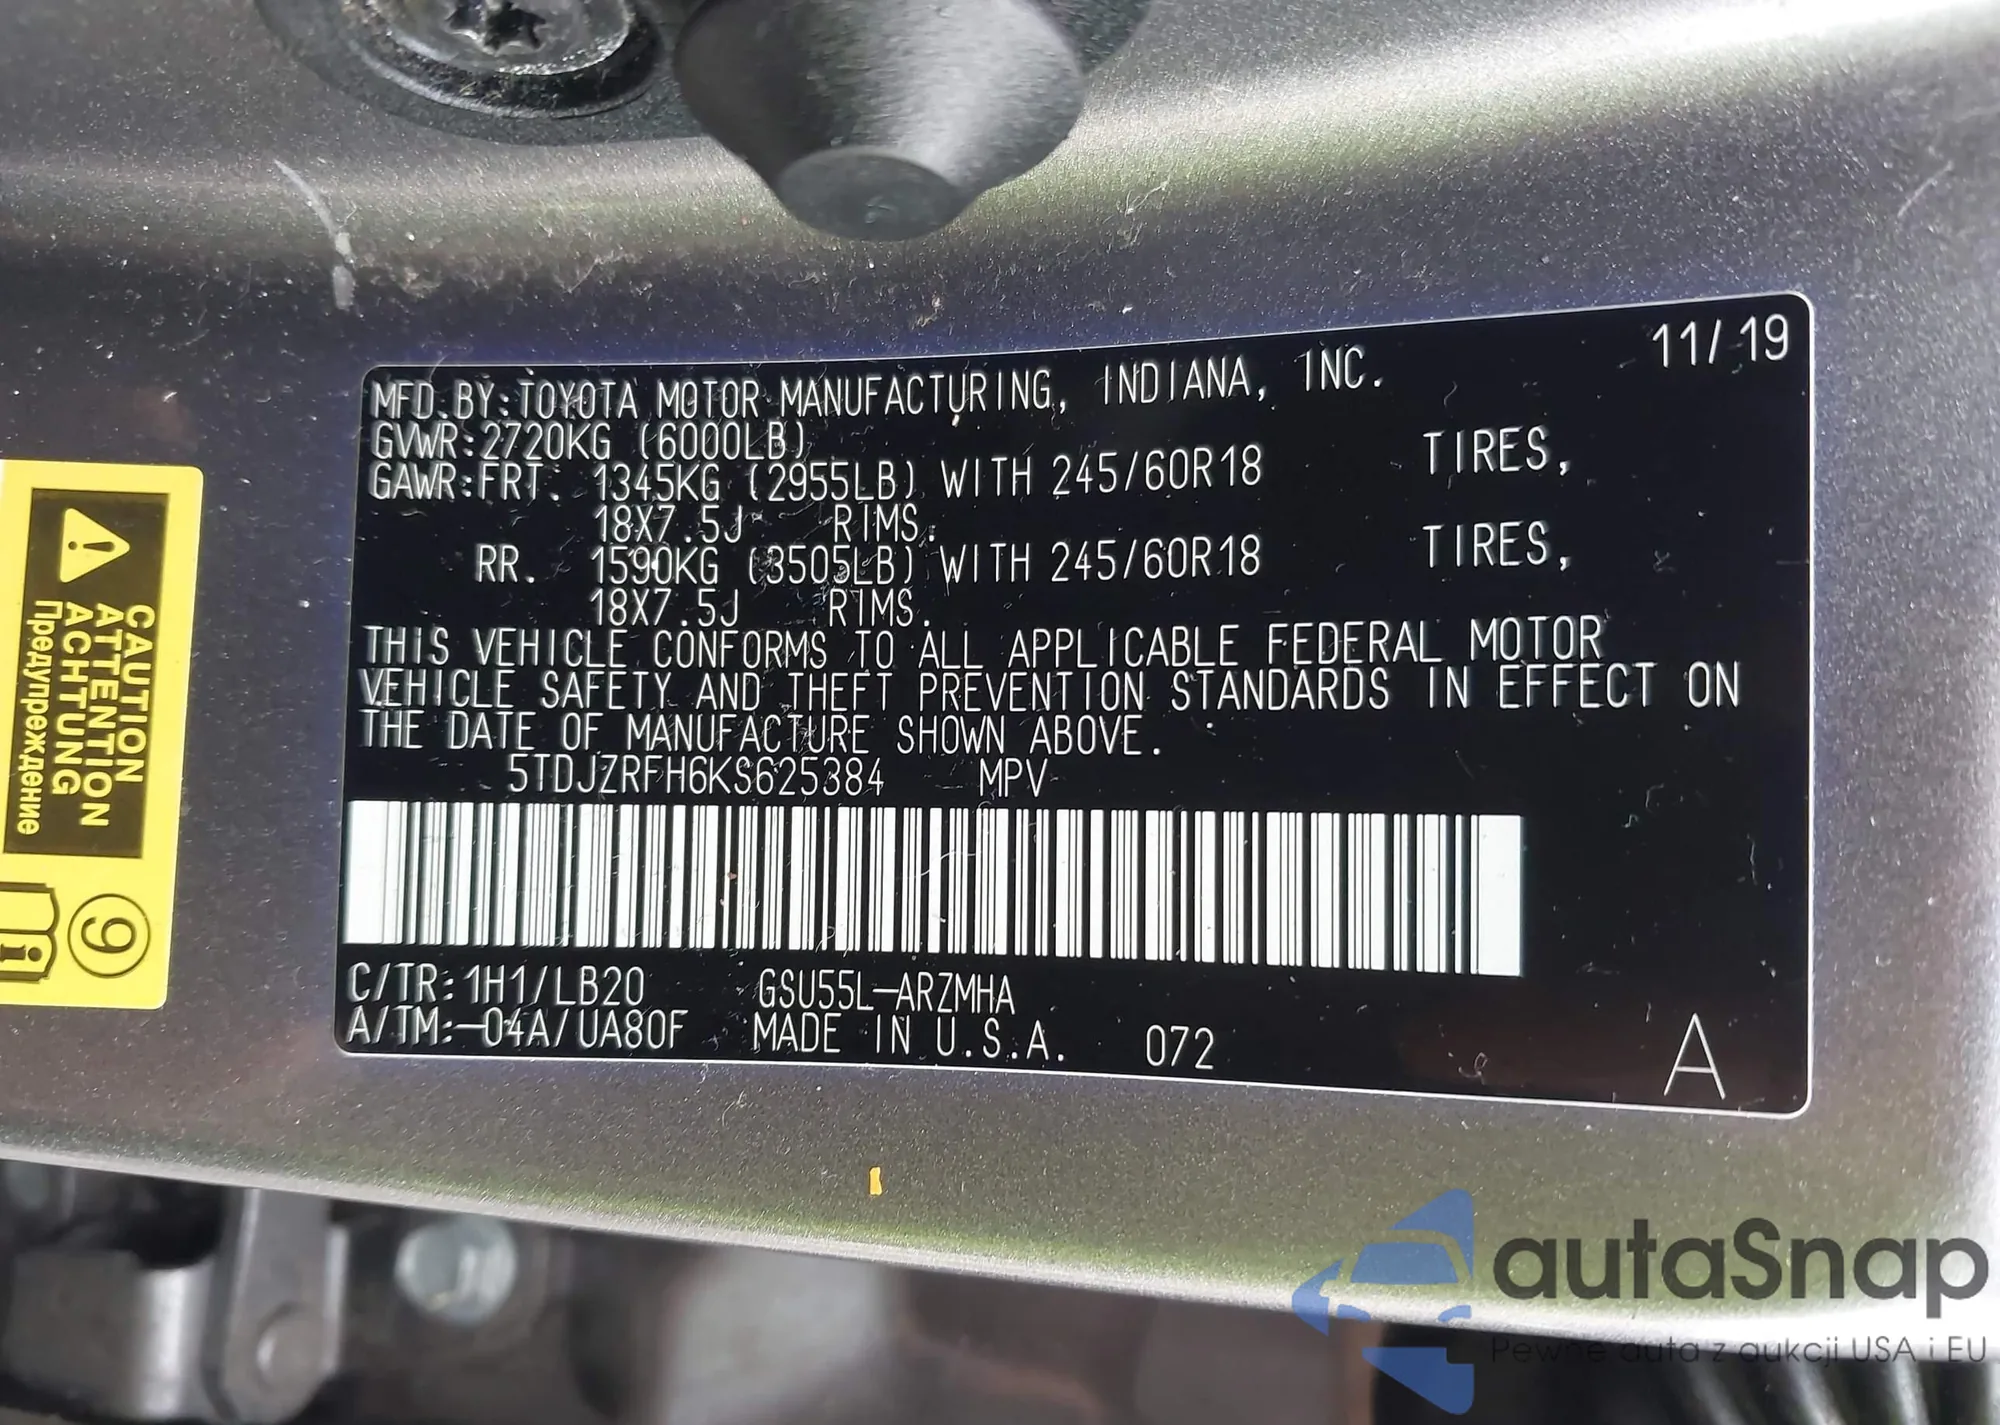 11/19
MFD.BY:TOYOTA MOTOR MANUFACTURING, INDIANA, INC.
GVWR:2720KG (6000LB)
GAWR:FRT. 1345KG (2955LB) WITH 245/60R18 TIRES,
18X7.5J RIMS.
RR. 1590KG (3505LB) WITH 245/60R18 TIRES,
18X7.5J RIMS.
THIS VEHICLE CONFORMS TO ALL APPLICABLE FEDERAL MOTOR
VEHICLE SAFETY AND THEFT PREVENTION STANDARDS IN EFFECT ON
THE DATE OF MANUFACTURE SHOWN ABOVE.
5TDJZRFH6KS625384 MPV
C/TR:1H1/LB20 GSU55L-ARZMHA
A/TM:-04A/UA80F MADE IN U.S.A. 072
A
CAUTION
ATTENTION
ACHTUNG
Предупреждение
9
i
autaSnap
Pewne auta z aukcji USA i EU